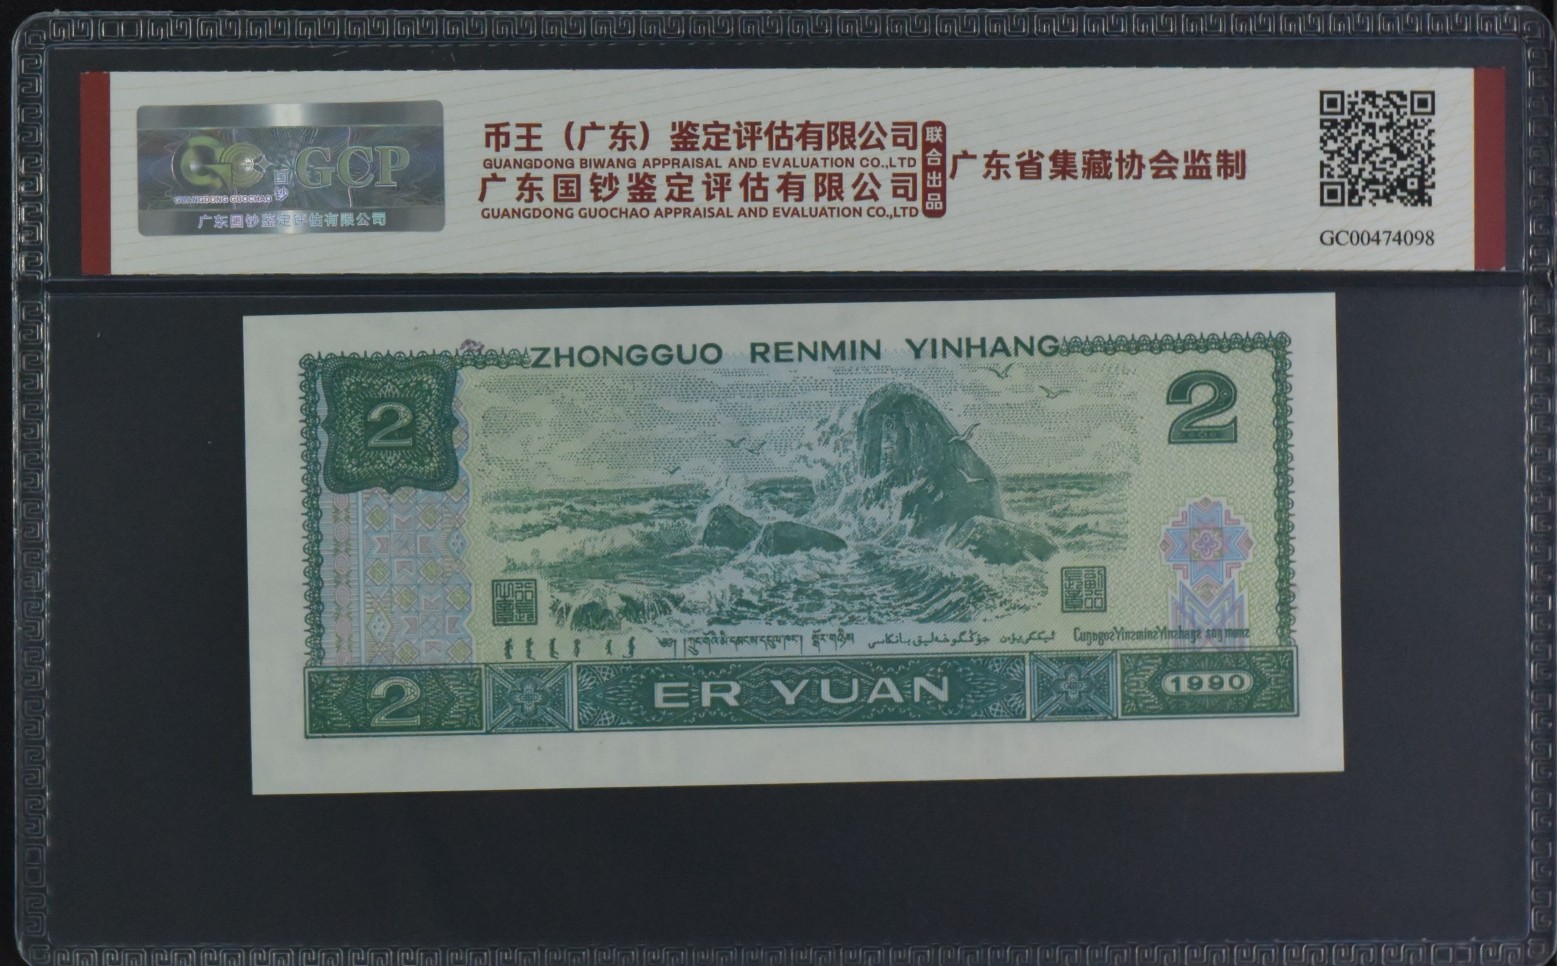 GCP
国钞
GUANGDONG GUOCHAO
广东国钞鉴定评估有限公司
币王（广东）鉴定评估有限公司
GUANGDONG BIWANG APPRAISAL AND EVALUATION CO.,LTD
广东国钞鉴定评估有限公司
GUANGDONG GUOCHAO APPRAISAL AND EVALUATION CO.,LTD
联合出品
广东省集藏协会监制
GC00474098
ZHONGGUO RENMIN YINHANG
2
2
2
ER YUAN
1990